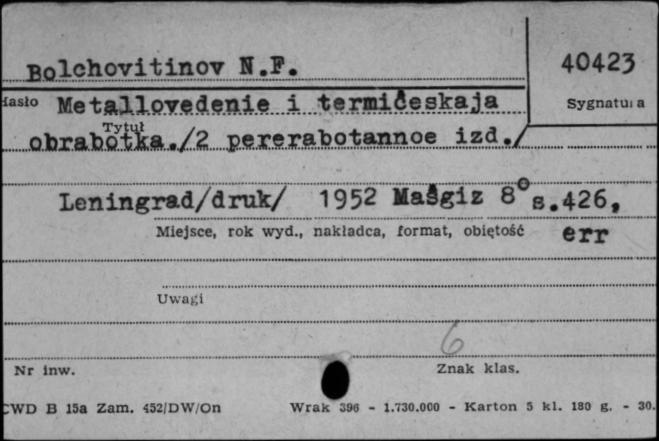 Bolchovitinov N.F.
40423
Hasło Metallovedenie i termičeskaja
Sygnatura
Tytuł
obrabotka./2 pererabotannoe izd./
Leningrad/druk/ 1952 Mašgiz 8° s.426,
Miejsce, rok wyd., nakładca, format, objętość err
Uwagi
6
Nr inw. Znak klas.
CWD B 15a Zam. 452/DW/On Wrak 396 - 1.730.000 - Karton 5 kl. 180 g. - 30.